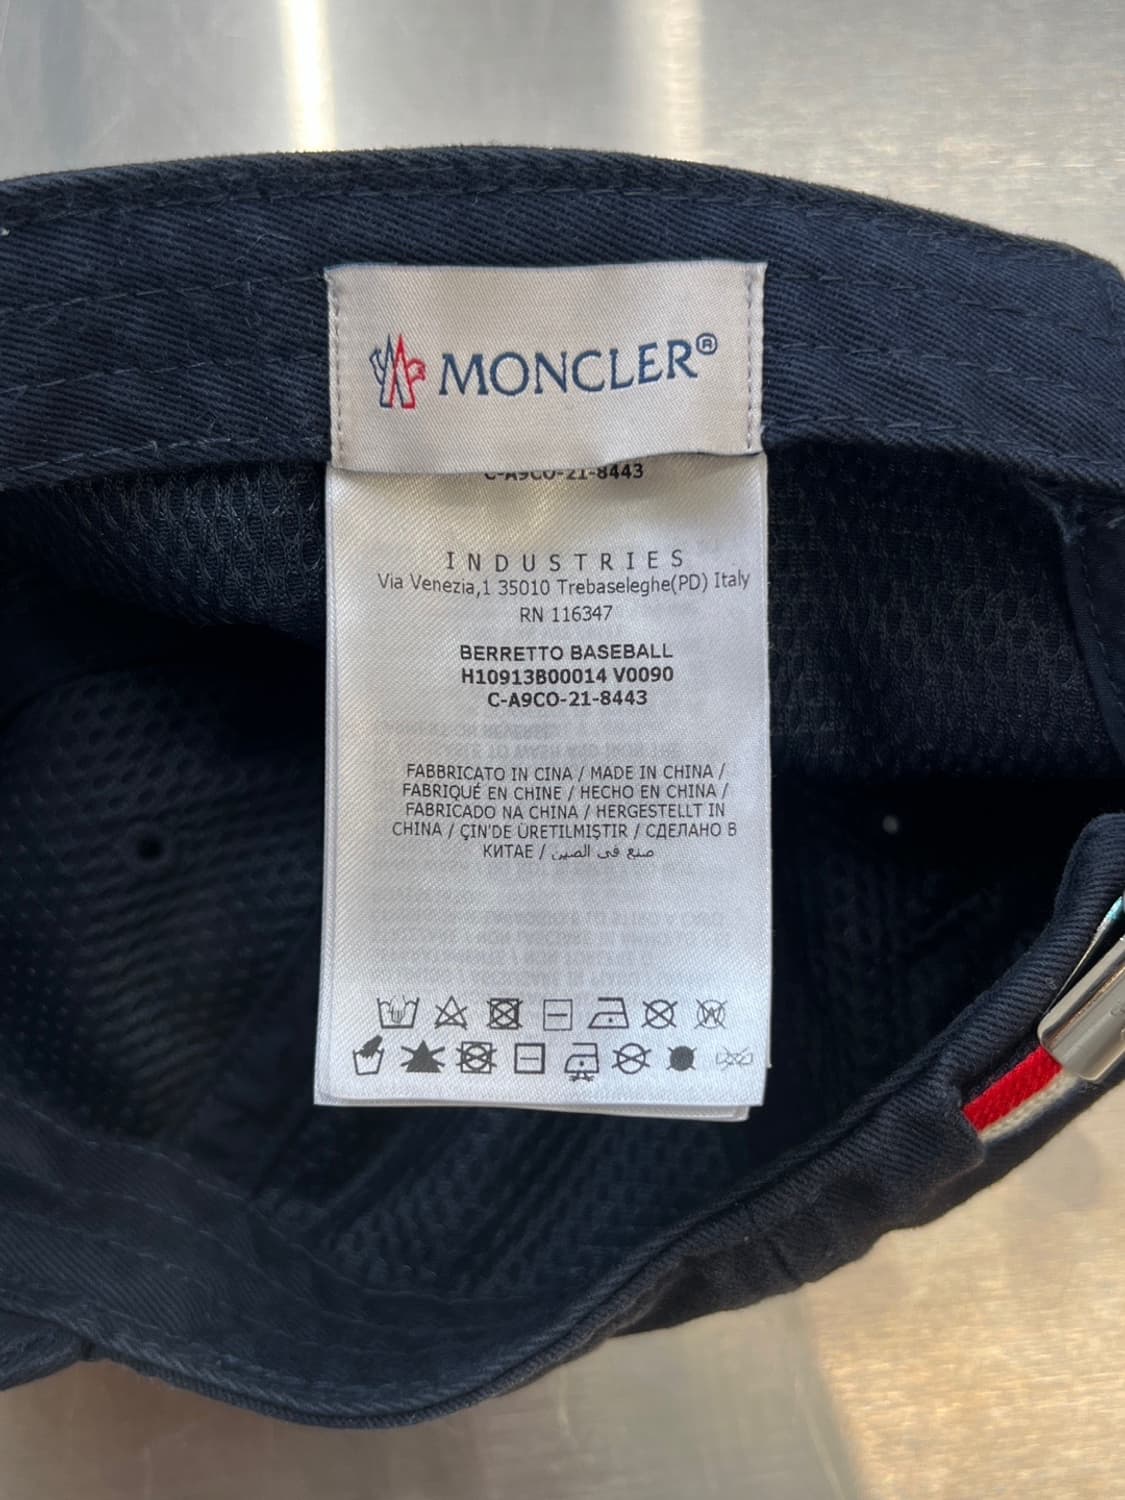 MONCLER®
C-A9CO-21-8443
INDUSTRIES
Via Venezia,1 35010 Trebaseleghe(PD) Italy
RN 116347
BERRETTO BASEBALL
H10913B00014 V0090
C-A9CO-21-8443
FABBRICATO IN CINA / MADE IN CHINA /
FABRIQUÉ EN CHINE / HECHO EN CHINA /
FABRICADO NA CHINA / HERGESTELLT IN
CHINA / ÇIN'DE ÜRETILMIŞTIR / СДЕЛАНО В
КИТАЕ / صنع في الصين